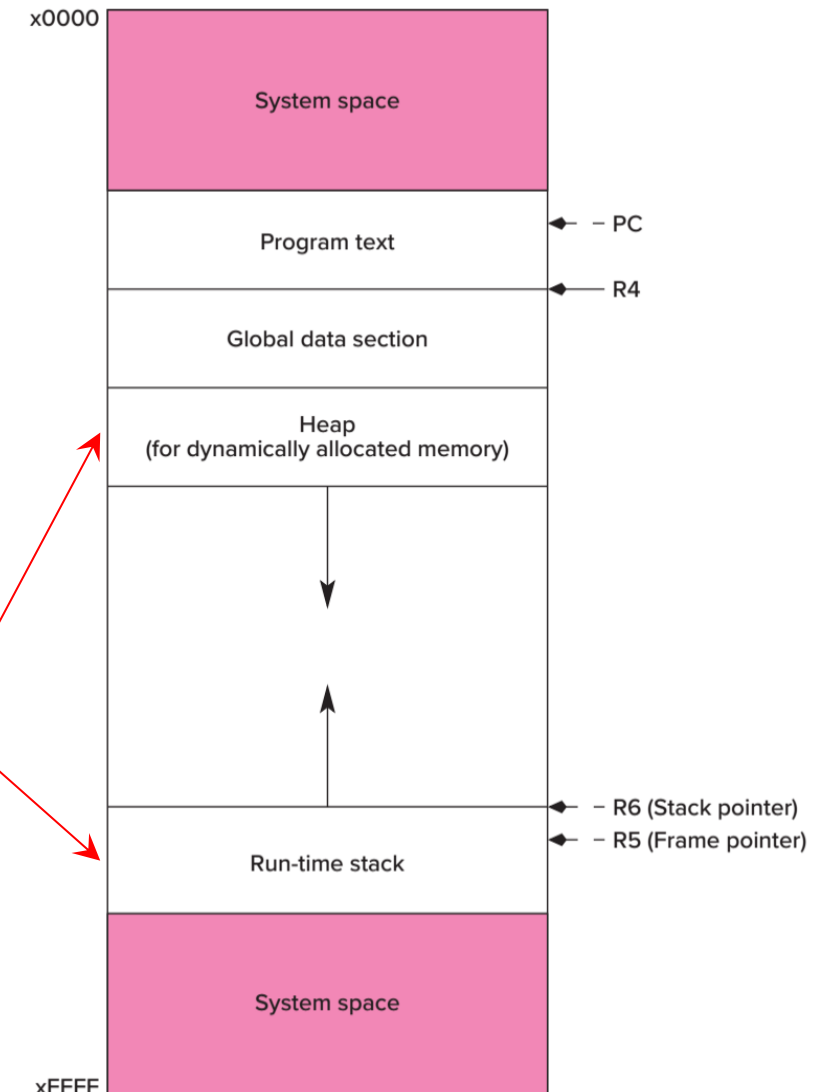 x0000
System space
PC
Program text
R4
Global data section
Heap
(for dynamically allocated memory)
R6 (Stack pointer)
R5 (Frame pointer)
Run-time stack
System space
xFFFF